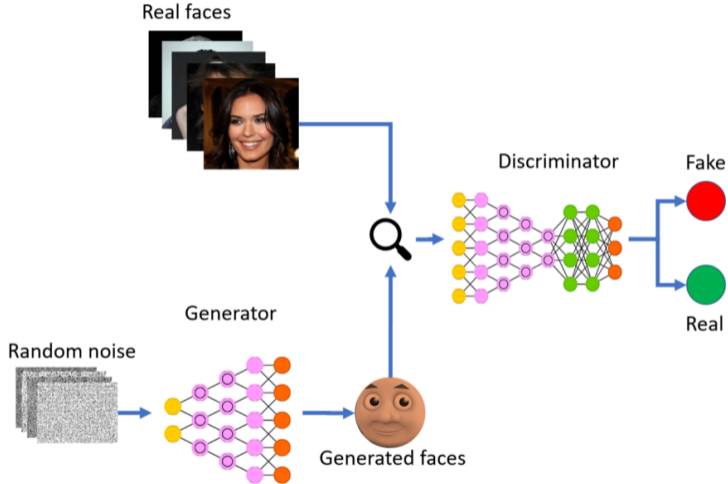 Real faces
Discriminator
Fake
Generator
Real
Random noise
Generated faces